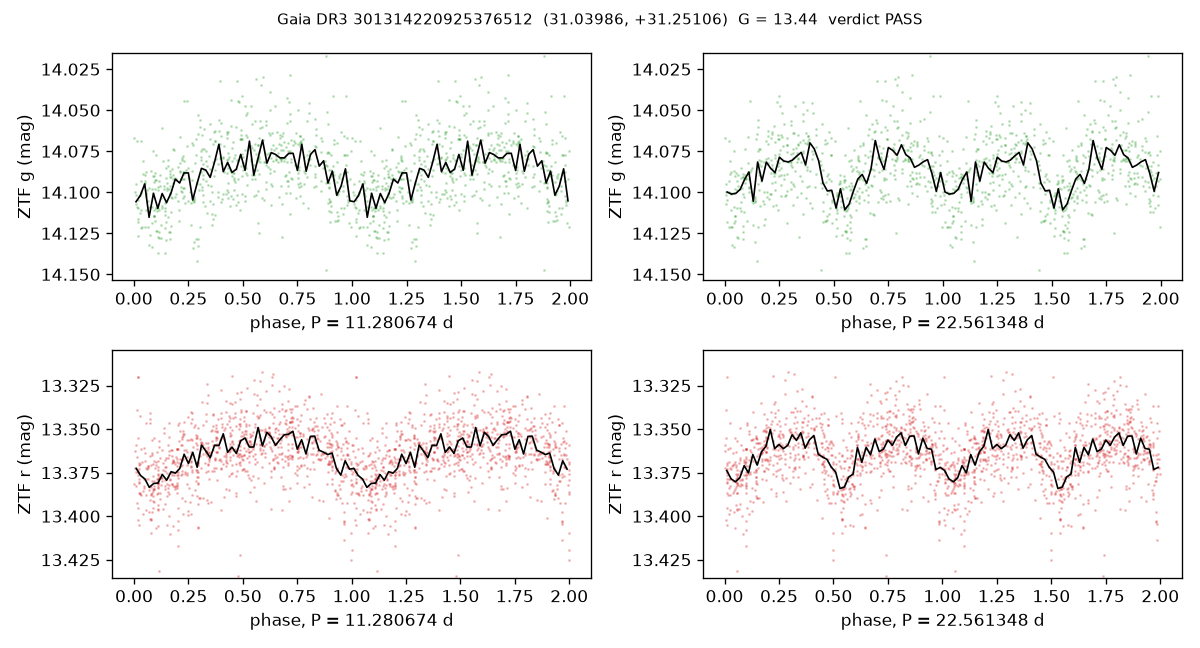 Gaia DR3 301314220925376512  (31.03986, +31.25106)  G = 13.44  verdict PASS
ZTF g (mag)
14.025
14.050
14.075
14.100
14.125
14.150
0.00 0.25 0.50 0.75 1.00 1.25 1.50 1.75 2.00
phase, P = 11.280674 d
ZTF g (mag)
14.025
14.050
14.075
14.100
14.125
14.150
0.00 0.25 0.50 0.75 1.00 1.25 1.50 1.75 2.00
phase, P = 22.561348 d
ZTF r (mag)
13.325
13.350
13.375
13.400
13.425
0.00 0.25 0.50 0.75 1.00 1.25 1.50 1.75 2.00
phase, P = 11.280674 d
ZTF r (mag)
13.325
13.350
13.375
13.400
13.425
0.00 0.25 0.50 0.75 1.00 1.25 1.50 1.75 2.00
phase, P = 22.561348 d